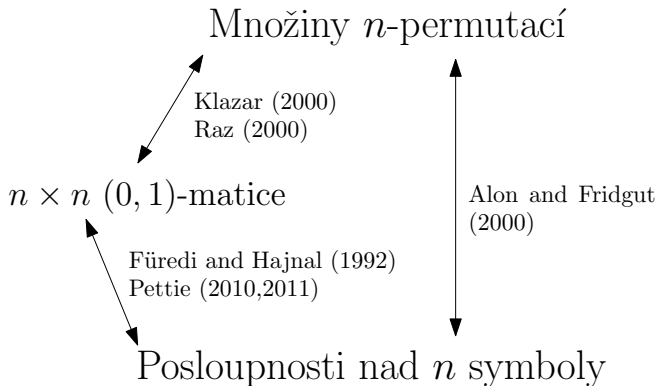 Množiny n-permutací
Klazar (2000)
Raz (2000)
n × n (0, 1)-matice
Alon and Fridgut
(2000)
Füredi and Hajnal (1992)
Pettie (2010,2011)
Posloupnosti nad n symboly